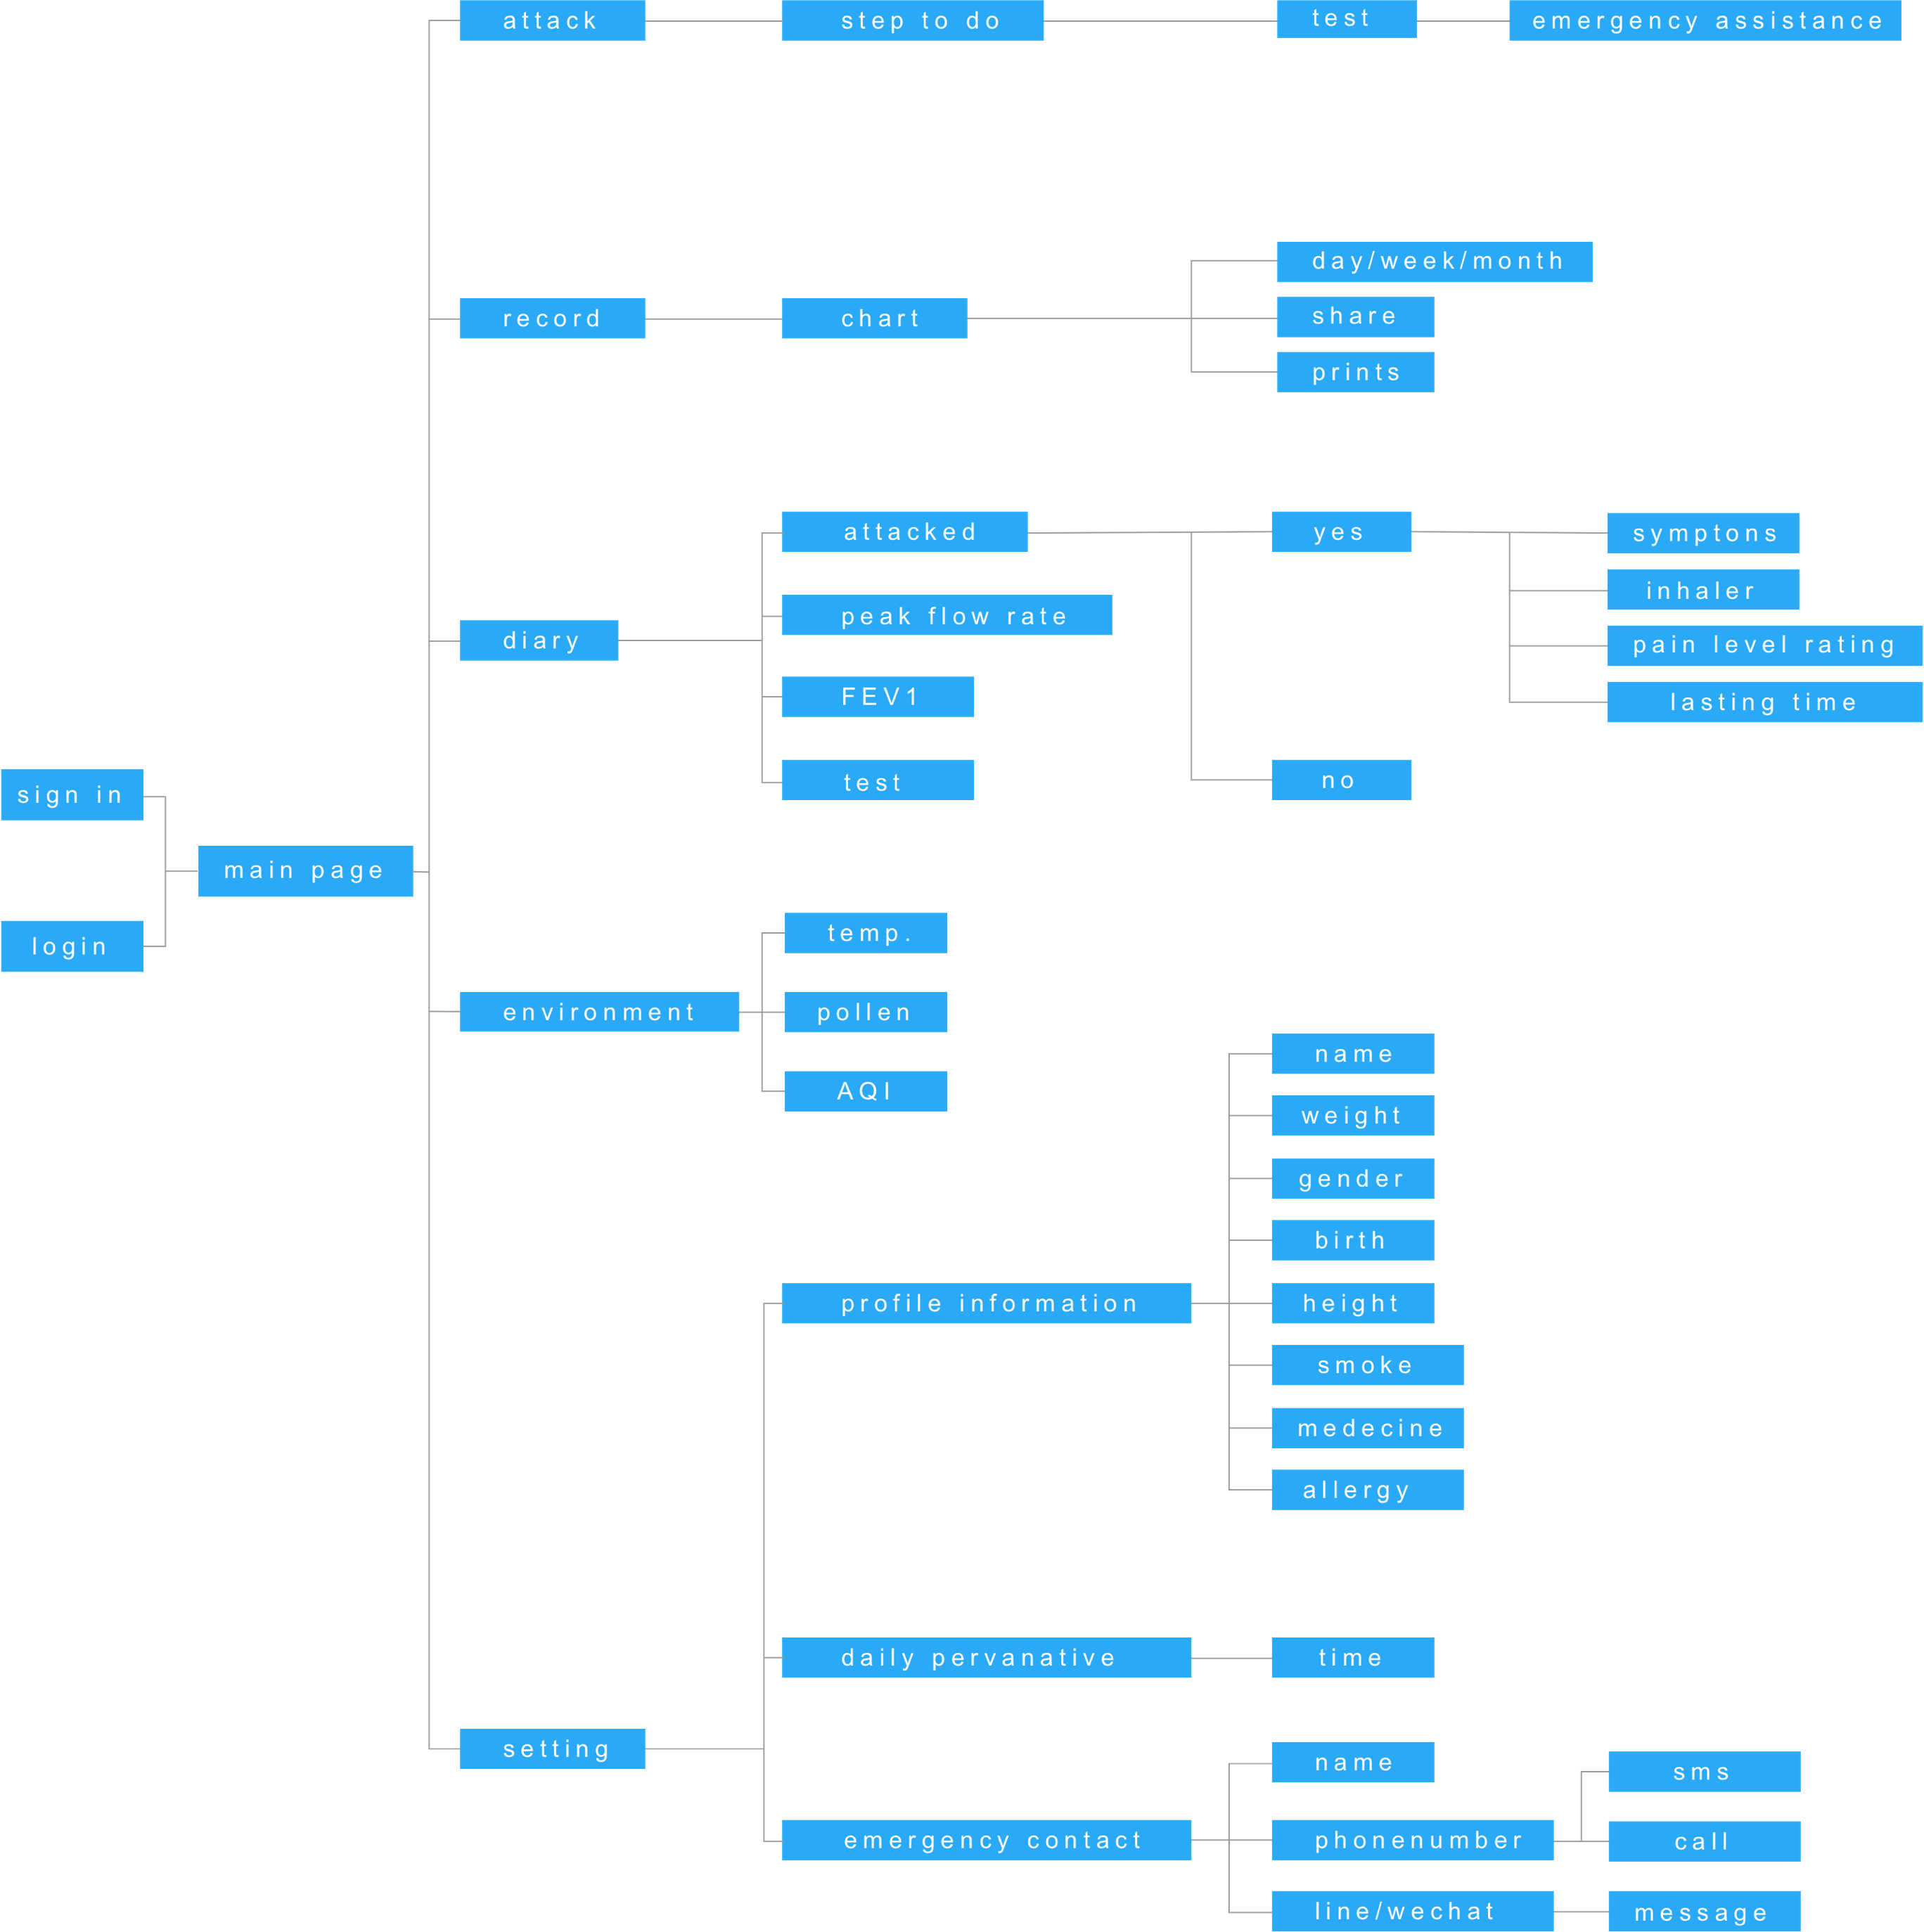 attack
step to do
test
emergency assistance
record
chart
day/week/month
share
prints
diary
attacked
yes
symptons
inhaler
peak flow rate
pain level rating
FEV1
lasting time
test
no
sign in
main page
login
environment
temp.
pollen
AQI
profile information
name
weight
gender
birth
height
smoke
medecine
allergy
daily pervanative
time
setting
emergency contact
name
phonenumber
sms
call
line/wechat
message